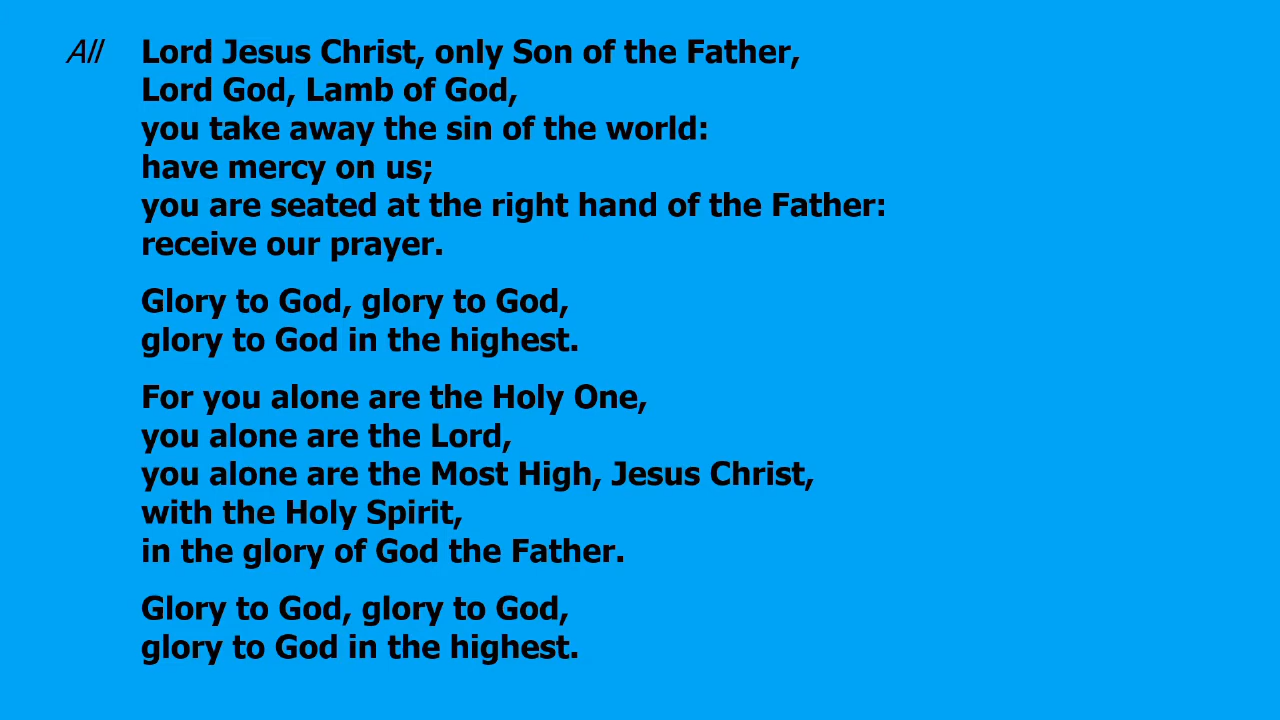 All Lord Jesus Christ, only Son of the Father,
Lord God, Lamb of God,
you take away the sin of the world:
have mercy on us;
you are seated at the right hand of the Father:
receive our prayer.
Glory to God, glory to God,
glory to God in the highest.
For you alone are the Holy One,
you alone are the Lord,
you alone are the Most High, Jesus Christ,
with the Holy Spirit,
in the glory of God the Father.
Glory to God, glory to God,
glory to God in the highest.